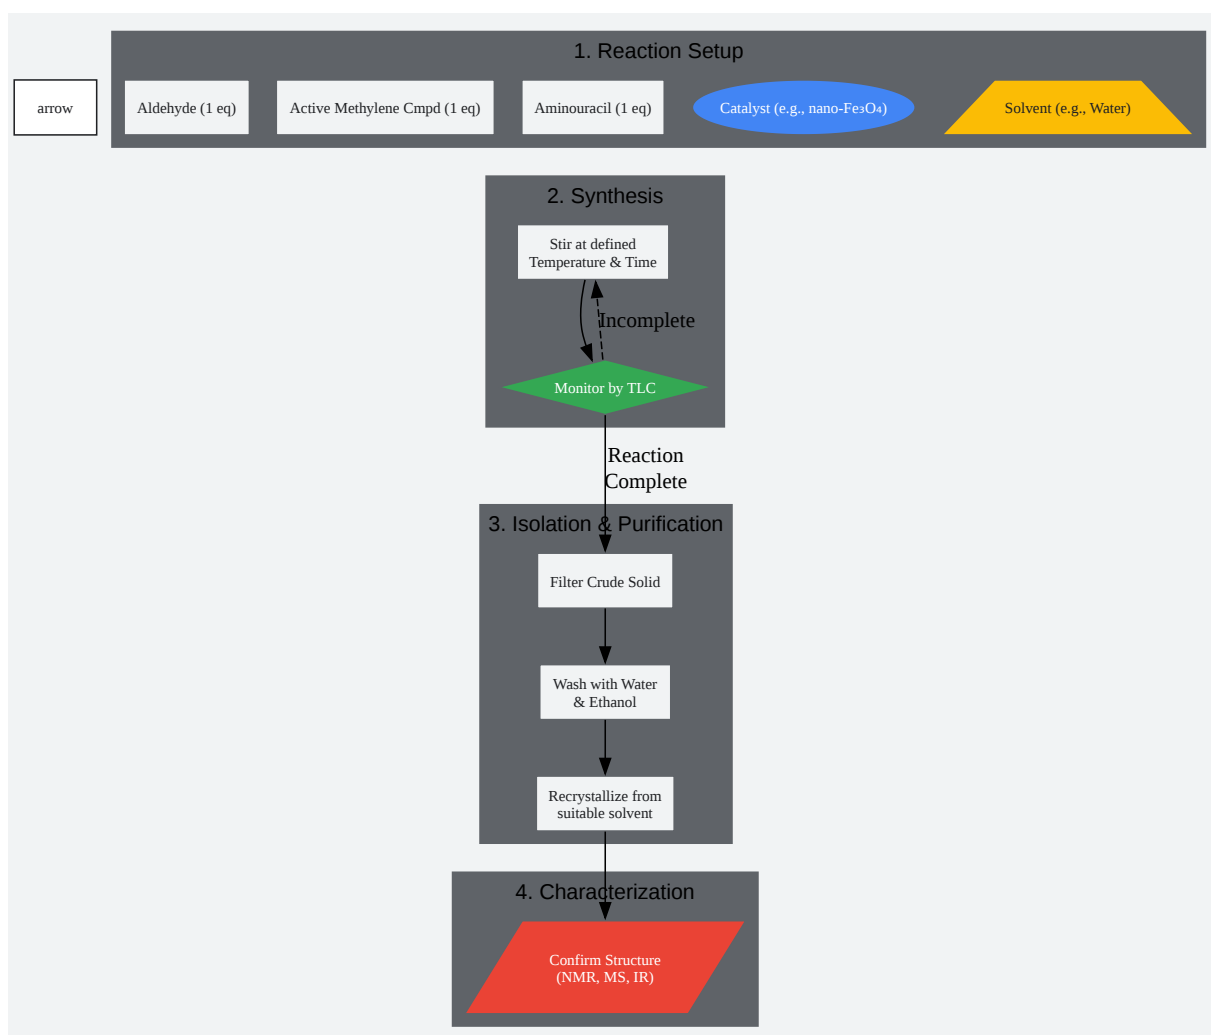 1. Reaction Setup
arrow
Aldehyde (1 eq)
Active Methylene Cmpd (1 eq)
Aminouracil (1 eq)
Catalyst (e.g., nano-Fe₃O₄)
Solvent (e.g., Water)
2. Synthesis
Stir at defined
Temperature & Time
Incomplete
Monitor by TLC
Reaction
Complete
3. Isolation & Purification
Filter Crude Solid
Wash with Water
& Ethanol
Recrystallize from
suitable solvent
4. Characterization
Confirm Structure
(NMR, MS, IR)